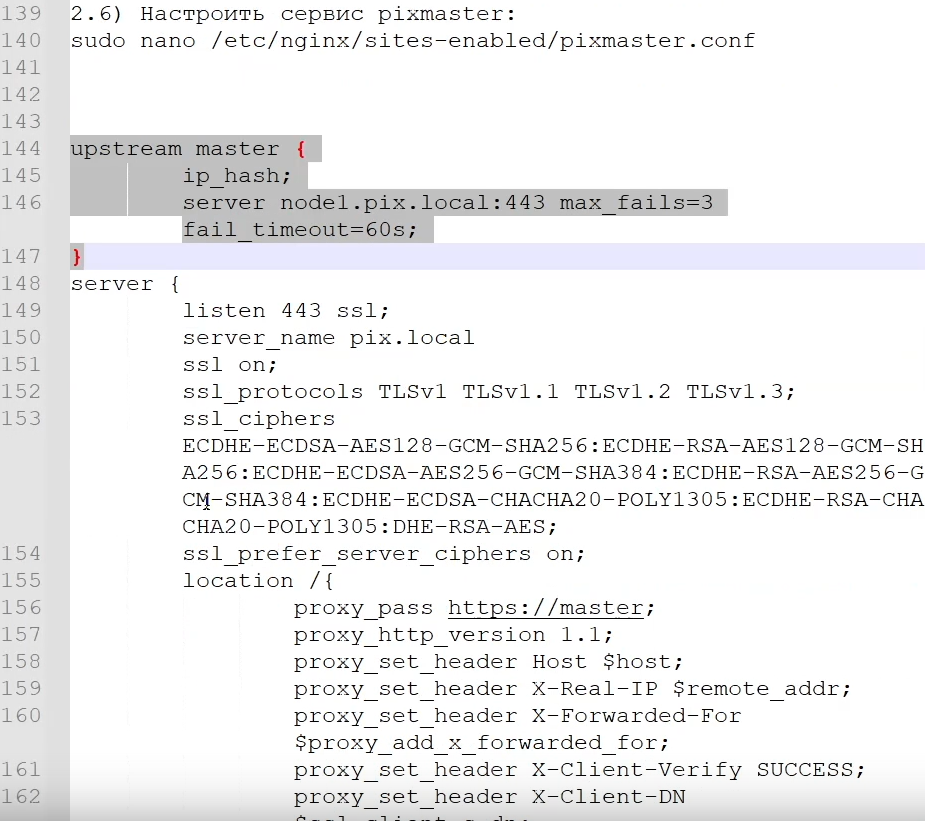 139 2.6) Настроить сервис pixmaster:
140 sudo nano /etc/nginx/sites-enabled/pixmaster.conf
141
142
143
144 upstream master {
145 ip_hash;
146 server node1.pix.local:443 max_fails=3
fail_timeout=60s;
147 }
148 server {
149 listen 443 ssl;
150 server_name pix.local
151 ssl on;
152 ssl_protocols TLSv1 TLSv1.1 TLSv1.2 TLSv1.3;
153 ssl_ciphers
ECDHE-ECDSA-AES128-GCM-SHA256:ECDHE-RSA-AES128-GCM-SH
A256:ECDHE-ECDSA-AES256-GCM-SHA384:ECDHE-RSA-AES256-G
CM-SHA384:ECDHE-ECDSA-CHACHA20-POLY1305:ECDHE-RSA-CHA
CHA20-POLY1305:DHE-RSA-AES;
154 ssl_prefer_server_ciphers on;
155 location /{
156 proxy_pass https://master;
157 proxy_http_version 1.1;
158 proxy_set_header Host $host;
159 proxy_set_header X-Real-IP $remote_addr;
160 proxy_set_header X-Forwarded-For
$proxy_add_x_forwarded_for;
161 proxy_set_header X-Client-Verify SUCCESS;
162 proxy_set_header X-Client-DN